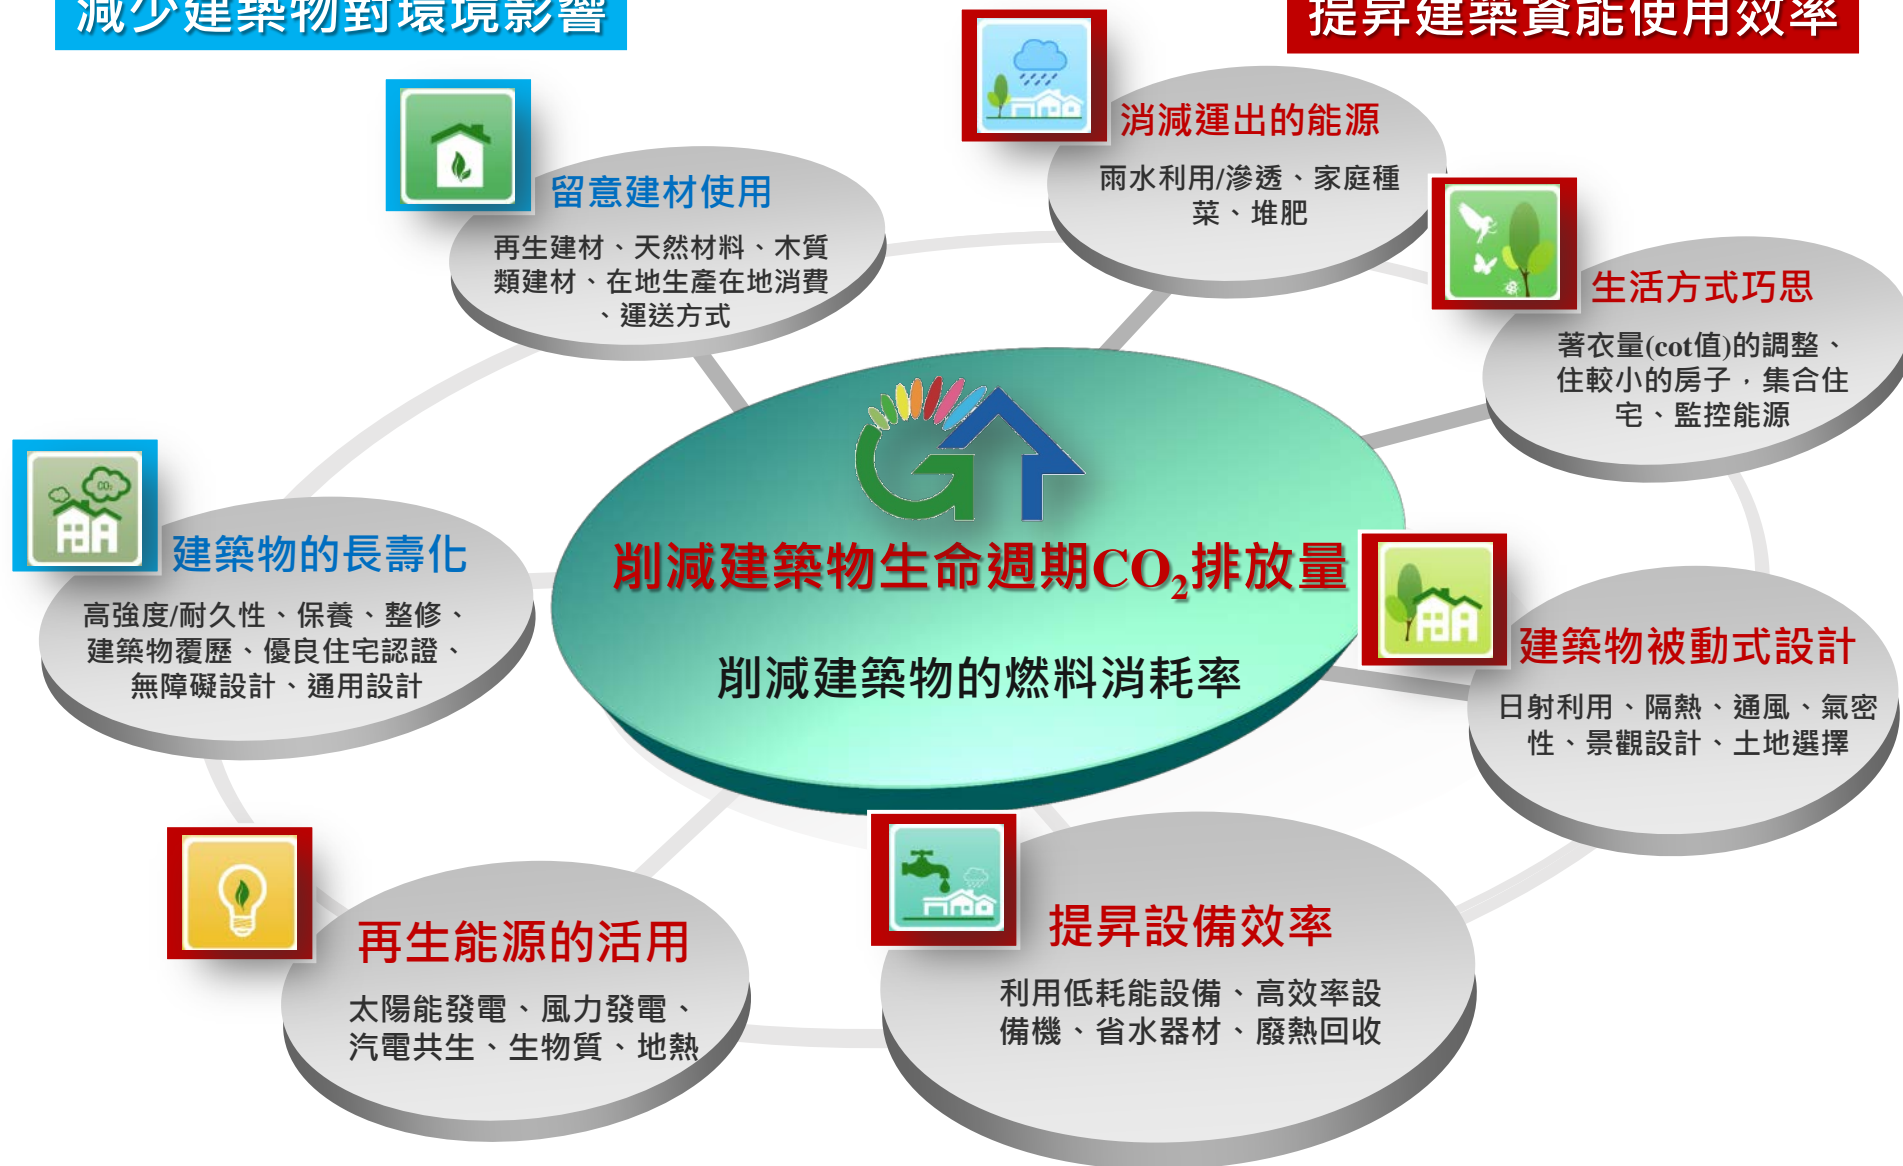 減少建築物對環境影響
提昇建築資能使用效率
消減運出的能源
雨水利用/滲透、家庭種
菜、堆肥
留意建材使用
再生建材、天然材料、木質
類建材、在地生產在地消費
、運送方式
生活方式巧思
著衣量(cot值)的調整、
住較小的房子，集合住
宅、監控能源
CO₂
建築物的長壽化
高強度/耐久性、保養、整修、
建築物覆歷、優良住宅認證、
無障礙設計、通用設計
削減建築物生命週期CO₂排放量
削減建築物的燃料消耗率
建築物被動式設計
日射利用、隔熱、通風、氣密
性、景觀設計、土地選擇
再生能源的活用
太陽能發電、風力發電、
汽電共生、生物質、地熱
提昇設備效率
利用低耗能設備、高效率設
備機、省水器材、廢熱回收